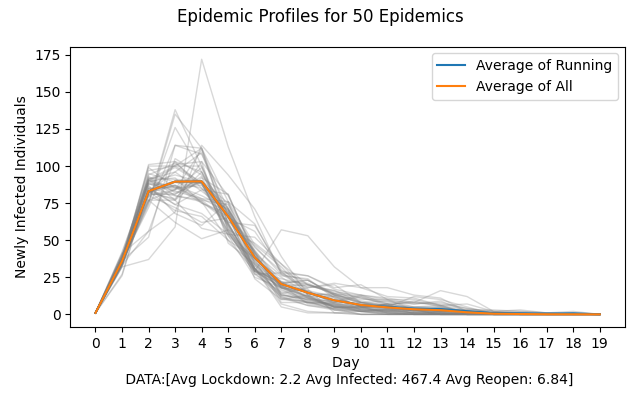 Epidemic Profiles for 50 Epidemics
175
150
125
100
75
50
25
0
Newly Infected Individuals
Average of Running
Average of All
0 1 2 3 4 5 6 7 8 9 10 11 12 13 14 15 16 17 18 19
Day
DATA:[Avg Lockdown: 2.2 Avg Infected: 467.4 Avg Reopen: 6.84]